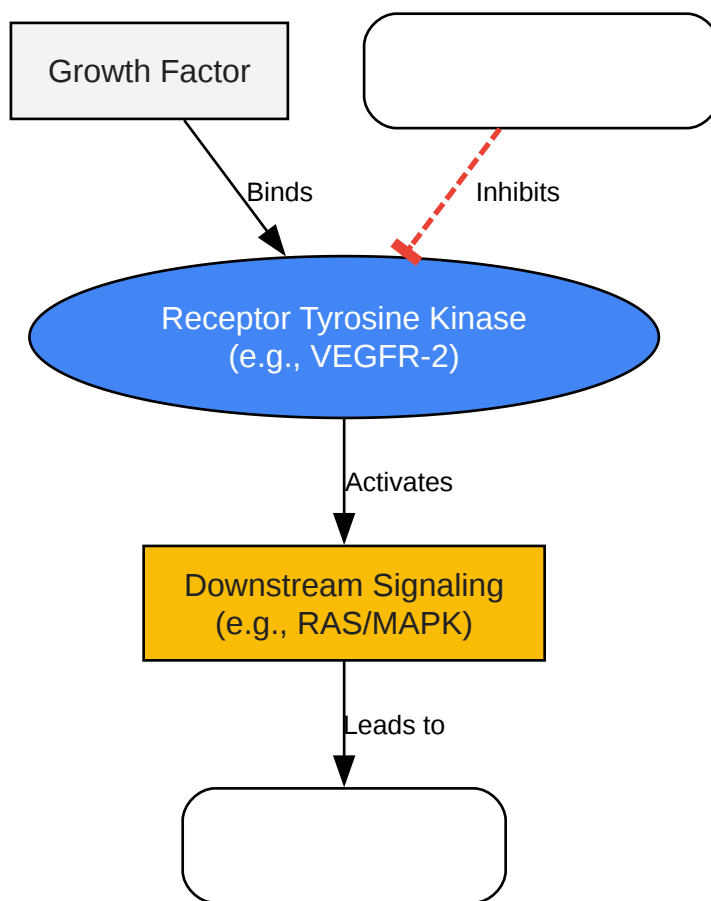 Growth Factor
Binds
Inhibits
Receptor Tyrosine Kinase
(e.g., VEGFR-2)
Activates
Downstream Signaling
(e.g., RAS/MAPK)
Leads to